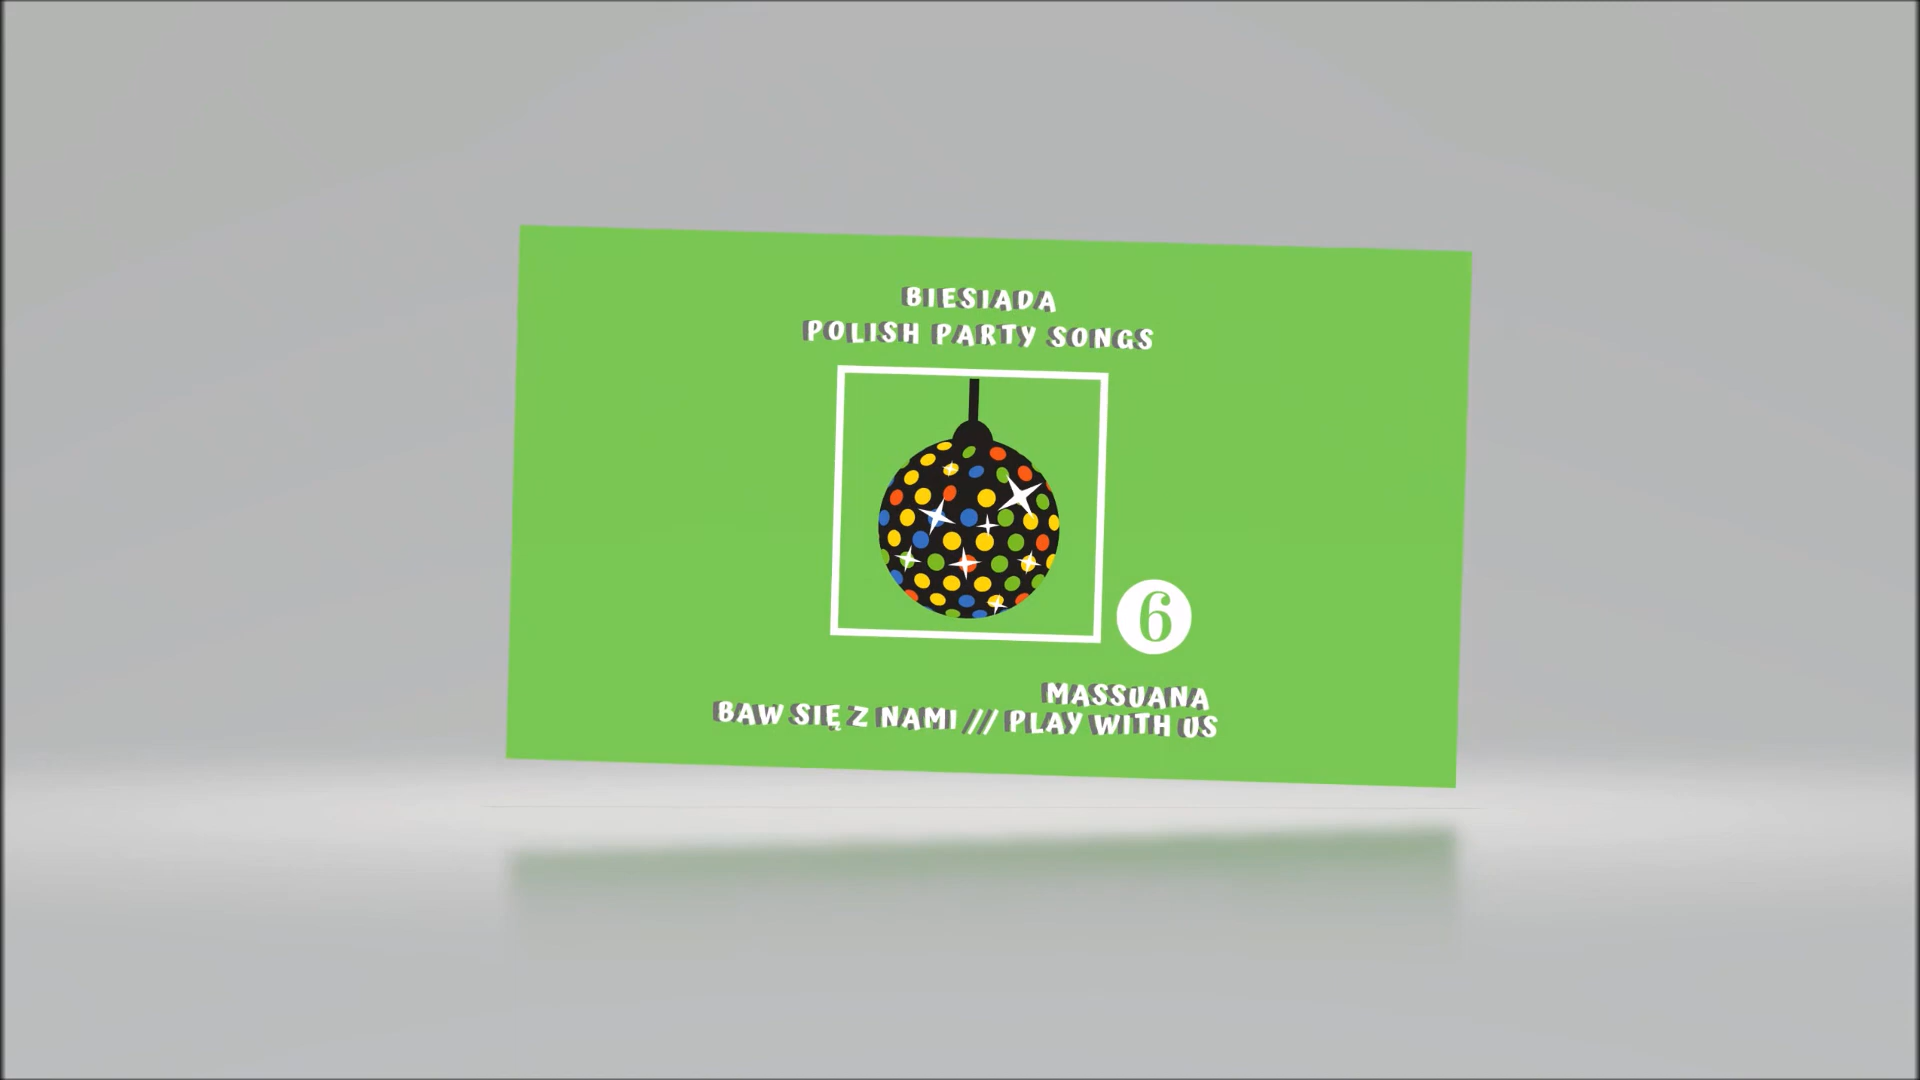 BIESIADA
POLISH PARTY SONGS
6
MASSUANA
BAW SIĘ Z NAMI /// PLAY WITH US